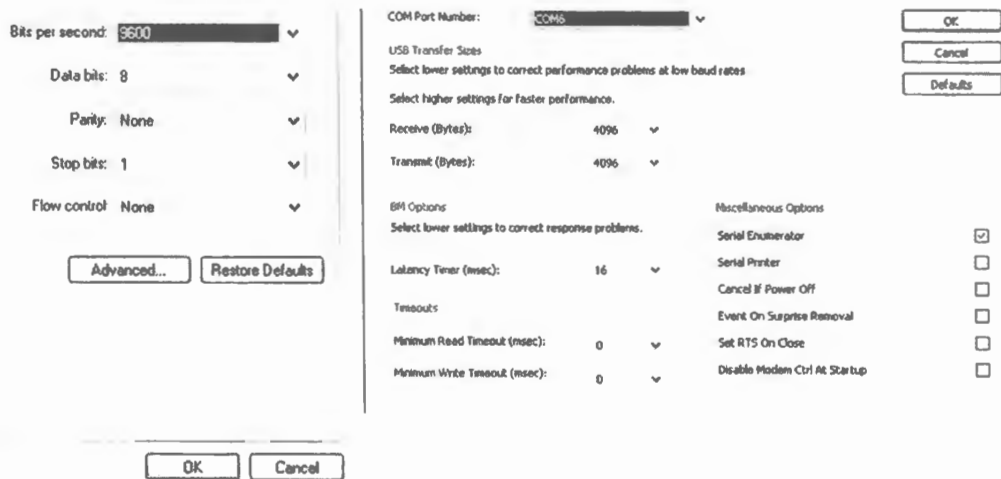 Bits per second: 9600
Data bits: 8
Parity: None
Stop bits: 1
Flow control: None
Advanced... Restore Defaults
OK Cancel
COM Port Number: COM6
USB Transfer Sizes
Select lower settings to correct performance problems at low baud rates
Select higher settings for faster performance.
Receive (Bytes): 4096
Transmit (Bytes): 4096
BM Options
Select lower settings to correct response problems.
Latency Timer (msec): 16
Timeouts
Minimum Read Timeout (msec): 0
Minimum Write Timeout (msec): 0
Miscellaneous Options
Serial Enumerator
Serial Printer
Cancel If Power Off
Event On Surprise Removal
Set RTS On Close
Disable Modem Ctrl At Startup
OK
Cancel
Defaults